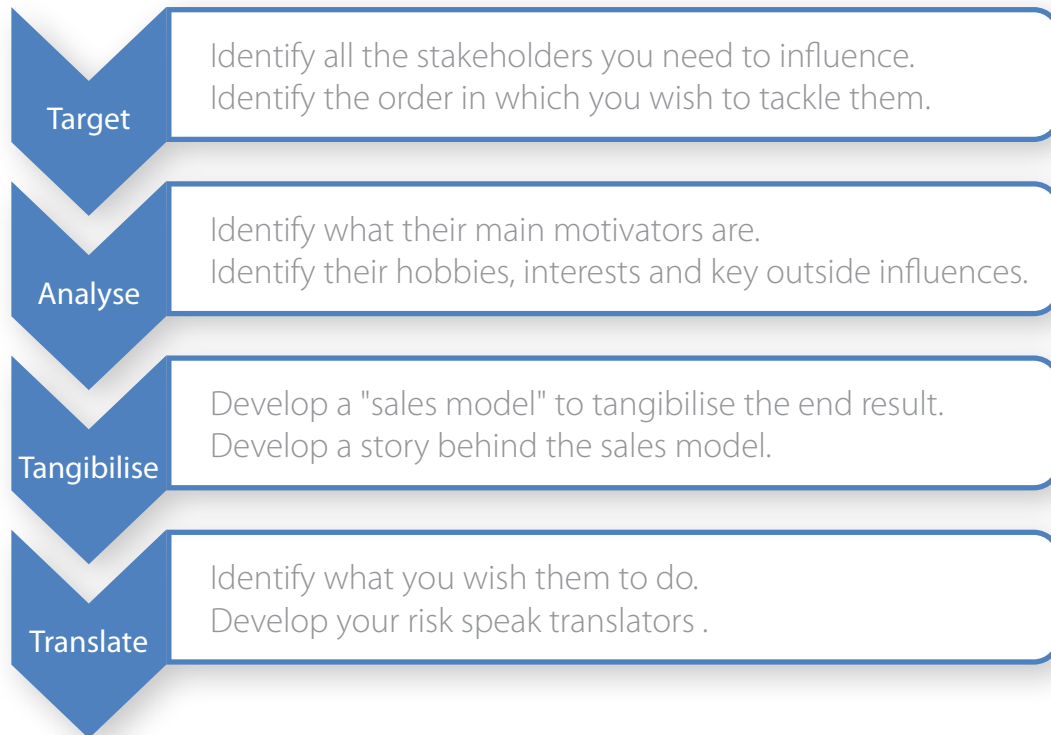 Target
Identify all the stakeholders you need to influence.
Identify the order in which you wish to tackle them.
Analyse
Identify what their main motivators are.
Identify their hobbies, interests and key outside influences.
Tangibilise
Develop a "sales model" to tangibilise the end result.
Develop a story behind the sales model.
Translate
Identify what you wish them to do.
Develop your risk speak translators .